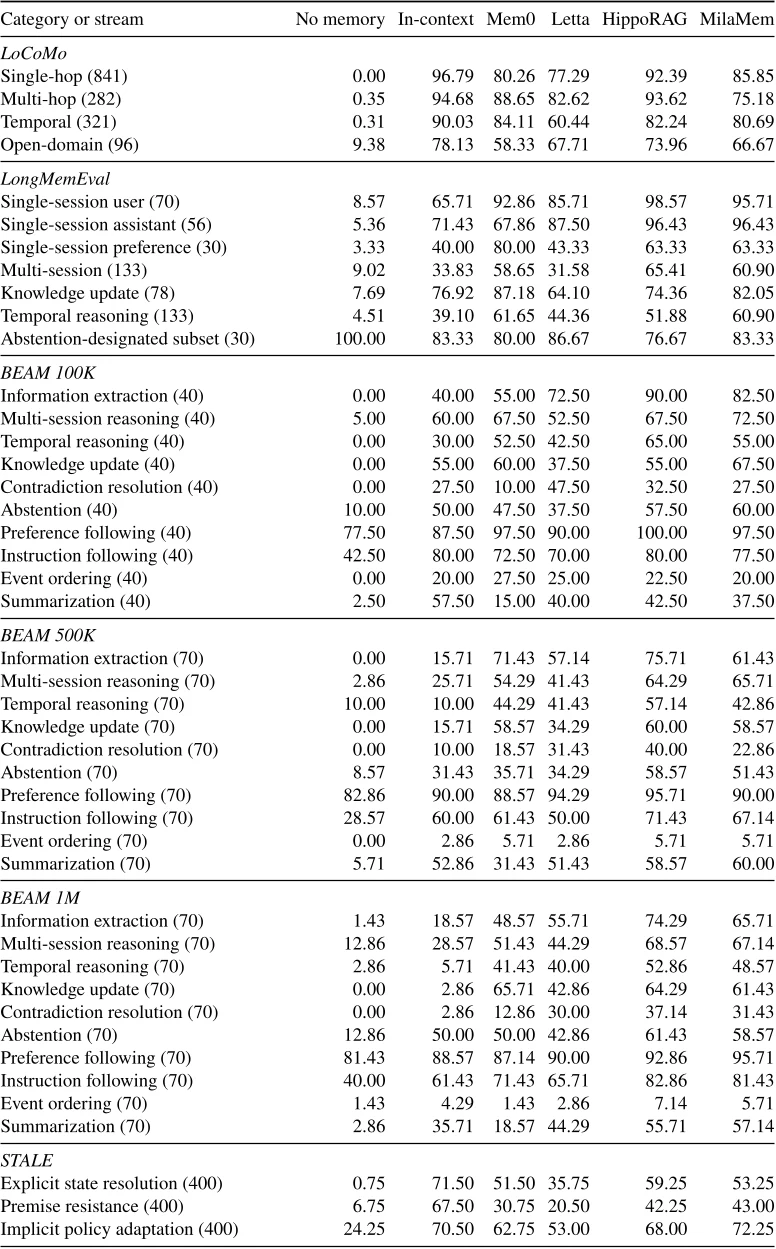 Category or stream No memory In-context Mem0 Letta HippoRAG MilaMem
LoCoMo
Single-hop (841) 0.00 96.79 80.26 77.29 92.39 85.85
Multi-hop (282) 0.35 94.68 88.65 82.62 93.62 75.18
Temporal (321) 0.31 90.03 84.11 60.44 82.24 80.69
Open-domain (96) 9.38 78.13 58.33 67.71 73.96 66.67
LongMemEval
Single-session user (70) 8.57 65.71 92.86 85.71 98.57 95.71
Single-session assistant (56) 5.36 71.43 67.86 87.50 96.43 96.43
Single-session preference (30) 3.33 40.00 80.00 43.33 63.33 63.33
Multi-session (133) 9.02 33.83 58.65 31.58 65.41 60.90
Knowledge update (78) 7.69 76.92 87.18 64.10 74.36 82.05
Temporal reasoning (133) 4.51 39.10 61.65 44.36 51.88 60.90
Abstention-designated subset (30) 100.00 83.33 80.00 86.67 76.67 83.33
BEAM 100K
Information extraction (40) 0.00 40.00 55.00 72.50 90.00 82.50
Multi-session reasoning (40) 5.00 60.00 67.50 52.50 67.50 72.50
Temporal reasoning (40) 0.00 30.00 52.50 42.50 65.00 55.00
Knowledge update (40) 0.00 55.00 60.00 37.50 55.00 67.50
Contradiction resolution (40) 0.00 27.50 10.00 47.50 32.50 27.50
Abstention (40) 10.00 50.00 47.50 37.50 57.50 60.00
Preference following (40) 77.50 87.50 97.50 90.00 100.00 97.50
Instruction following (40) 42.50 80.00 72.50 70.00 80.00 77.50
Event ordering (40) 0.00 20.00 27.50 25.00 22.50 20.00
Summarization (40) 2.50 57.50 15.00 40.00 42.50 37.50
BEAM 500K
Information extraction (70) 0.00 15.71 71.43 57.14 75.71 61.43
Multi-session reasoning (70) 2.86 25.71 54.29 41.43 64.29 65.71
Temporal reasoning (70) 10.00 10.00 44.29 41.43 57.14 42.86
Knowledge update (70) 0.00 15.71 58.57 34.29 60.00 58.57
Contradiction resolution (70) 0.00 10.00 18.57 31.43 40.00 22.86
Abstention (70) 8.57 31.43 35.71 34.29 58.57 51.43
Preference following (70) 82.86 90.00 88.57 94.29 95.71 90.00
Instruction following (70) 28.57 60.00 61.43 50.00 71.43 67.14
Event ordering (70) 0.00 2.86 5.71 2.86 5.71 5.71
Summarization (70) 5.71 52.86 31.43 51.43 58.57 60.00
BEAM 1M
Information extraction (70) 1.43 18.57 48.57 55.71 74.29 65.71
Multi-session reasoning (70) 12.86 28.57 51.43 44.29 68.57 67.14
Temporal reasoning (70) 2.86 5.71 41.43 40.00 52.86 48.57
Knowledge update (70) 0.00 2.86 65.71 42.86 64.29 61.43
Contradiction resolution (70) 0.00 2.86 12.86 30.00 37.14 31.43
Abstention (70) 12.86 50.00 50.00 42.86 61.43 58.57
Preference following (70) 81.43 88.57 87.14 90.00 92.86 95.71
Instruction following (70) 40.00 61.43 71.43 65.71 82.86 81.43
Event ordering (70) 1.43 4.29 1.43 2.86 7.14 5.71
Summarization (70) 2.86 35.71 18.57 44.29 55.71 57.14
STALE
Explicit state resolution (400) 0.75 71.50 51.50 35.75 59.25 53.25
Premise resistance (400) 6.75 67.50 30.75 20.50 42.25 43.00
Implicit policy adaptation (400) 24.25 70.50 62.75 53.00 68.00 72.25